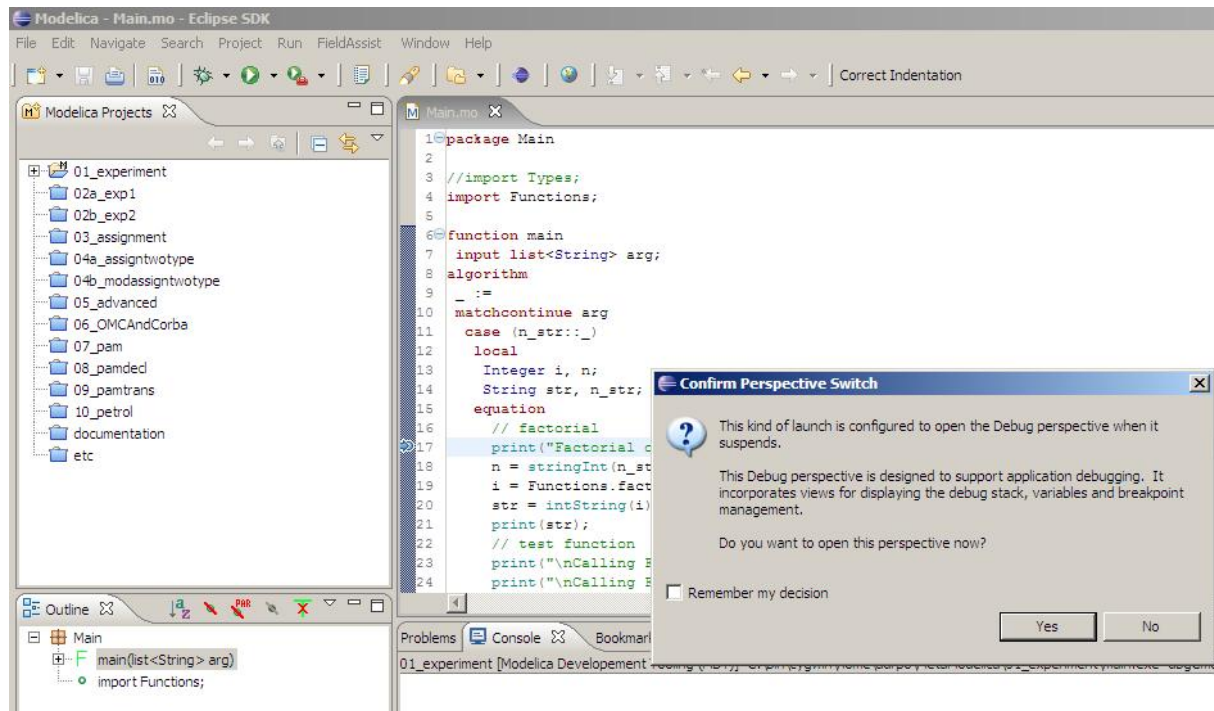 Modelica - Main.mo - Eclipse SDK
File Edit Navigate Search Project Run FieldAssist Window Help
010
Correct Indentation
Modelica Projects
01_experiment
02a_exp1
02b_exp2
03_assignment
04a_assigntwotype
04b_modassigntwotype
05_advanced
06_OMCAndCorba
07_pam
08_pamdecl
09_pamtrans
10_petrol
documentation
etc
M Main.mo
1 package Main
2
3 //import Types;
4 import Functions;
5
6 function main
7 input list<String> arg;
8 algorithm
9 _ :=
10 matchcontinue arg
11 case (n_str::_)
12 local
13 Integer i, n;
14 String str, n_str;
15 equation
16 // factorial
17 print("Factorial
18 n = stringInt(n_st
19 i = Functions.fact
20 str = intString(i)
21 print(str);
22 // test function
23 print("\nCalling
24 print("\nCalling
Confirm Perspective Switch
This kind of launch is configured to open the Debug perspective when it
suspends.
This Debug perspective is designed to support application debugging. It
incorporates views for displaying the debug stack, variables and breakpoint
management.
Do you want to open this perspective now?
Remember my decision
Yes No
Outline
Main
F main(list<String> arg)
import Functions;
Problems Console Bookmar
01_experiment [Modelica Developement